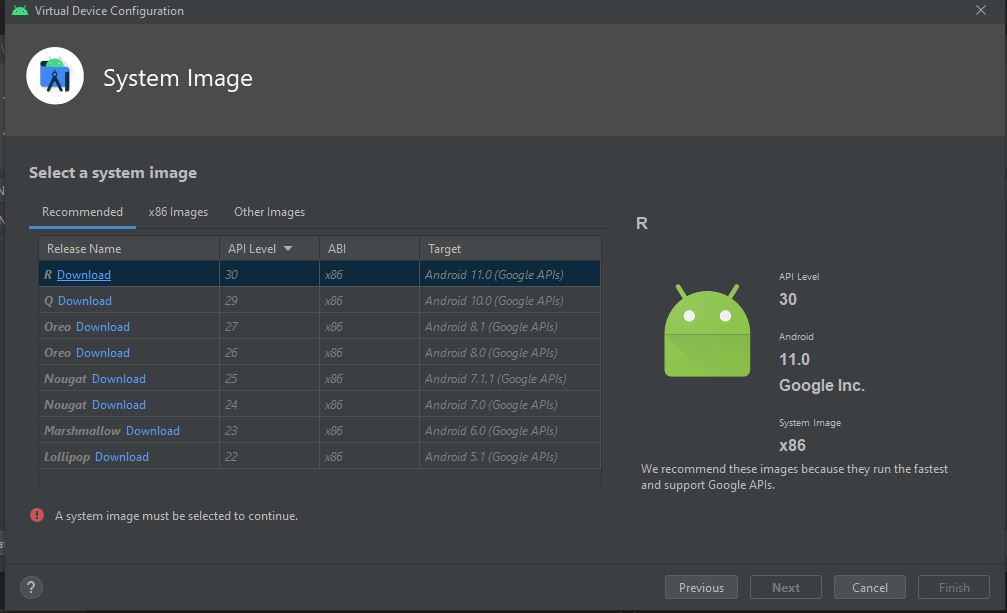 Virtual Device Configuration
System Image
Select a system image
Recommended x86 Images Other Images
Release Name API Level ABI Target
R Download 30 x86 Android 11.0 (Google APIs)
Q Download 29 x86 Android 10.0 (Google APIs)
Oreo Download 27 x86 Android 8.1 (Google APIs)
Oreo Download 26 x86 Android 8.0 (Google APIs)
Nougat Download 25 x86 Android 7.1.1 (Google APIs)
Nougat Download 24 x86 Android 7.0 (Google APIs)
Marshmallow Download 23 x86 Android 6.0 (Google APIs)
Lollipop Download 22 x86 Android 5.1 (Google APIs)
A system image must be selected to continue.
R
API Level
30
Android
11.0
Google Inc.
System Image
x86
We recommend these images because they run the fastest
and support Google APIs.
? Previous Next Cancel Finish